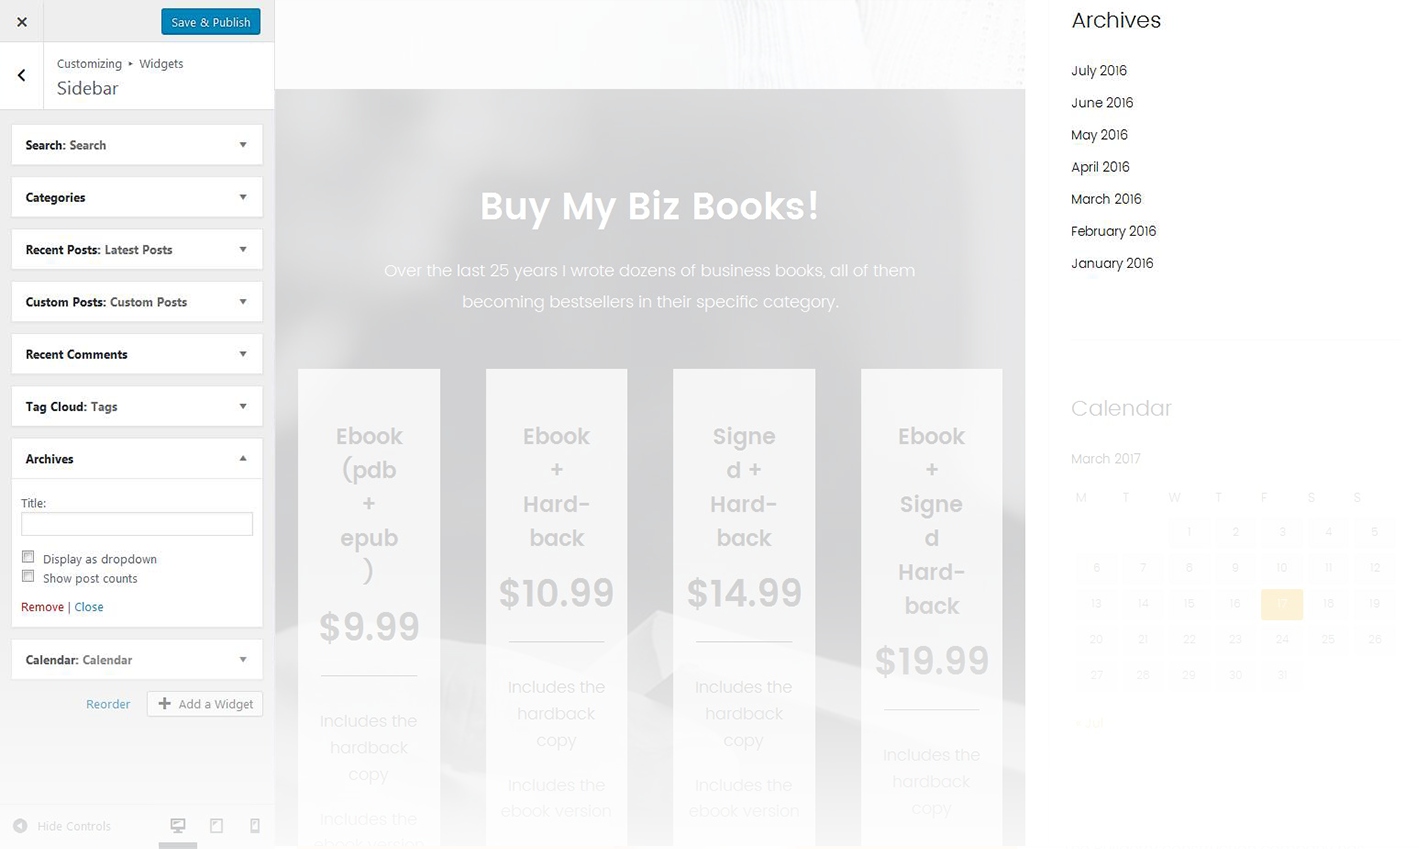 Save & Publish
Customizing ▸ Widgets
Sidebar
Search: Search
Categories
Recent Posts: Latest Posts
Custom Posts: Custom Posts
Recent Comments
Tag Cloud: Tags
Archives
Title:
Display as dropdown
Show post counts
Remove | Close
Calendar: Calendar
Reorder
Add a Widget
Hide Controls
Buy My Biz Books!
Over the last 25 years I wrote dozens of business books, all of them
becoming bestsellers in their specific category.
Ebook
(pdb
+
epub
)
$9.99
Includes the
hardback
copy
Includes the
ebook version
Ebook
+
Hard-
back
$10.99
Includes the
hardback
copy
Includes the
ebook version
Signe
d +
Hard-
back
$14.99
Includes the
hardback
copy
Includes the
ebook version
Ebook
+
Signe
d
Hard-
back
$19.99
Includes the
hardback
copy
Archives
July 2016
June 2016
May 2016
April 2016
March 2016
February 2016
January 2016
Calendar
March 2017
M T W T F S S
1 2 3 4 5
6 7 8 9 10 11 12
13 14 15 16 17 18 19
20 21 22 23 24 25 26
27 28 29 30 31
« Jul